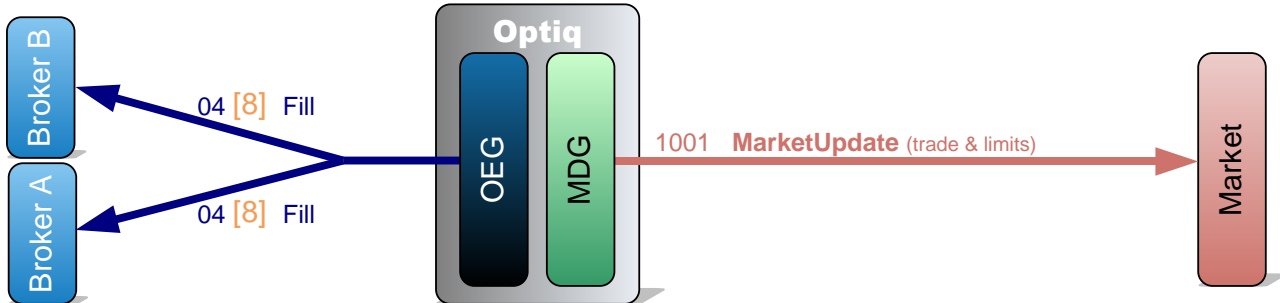 Optiq
Broker B
04 [8] Fill
OEG
MDG
1001 MarketUpdate (trade & limits)
Market
Broker A
04 [8] Fill